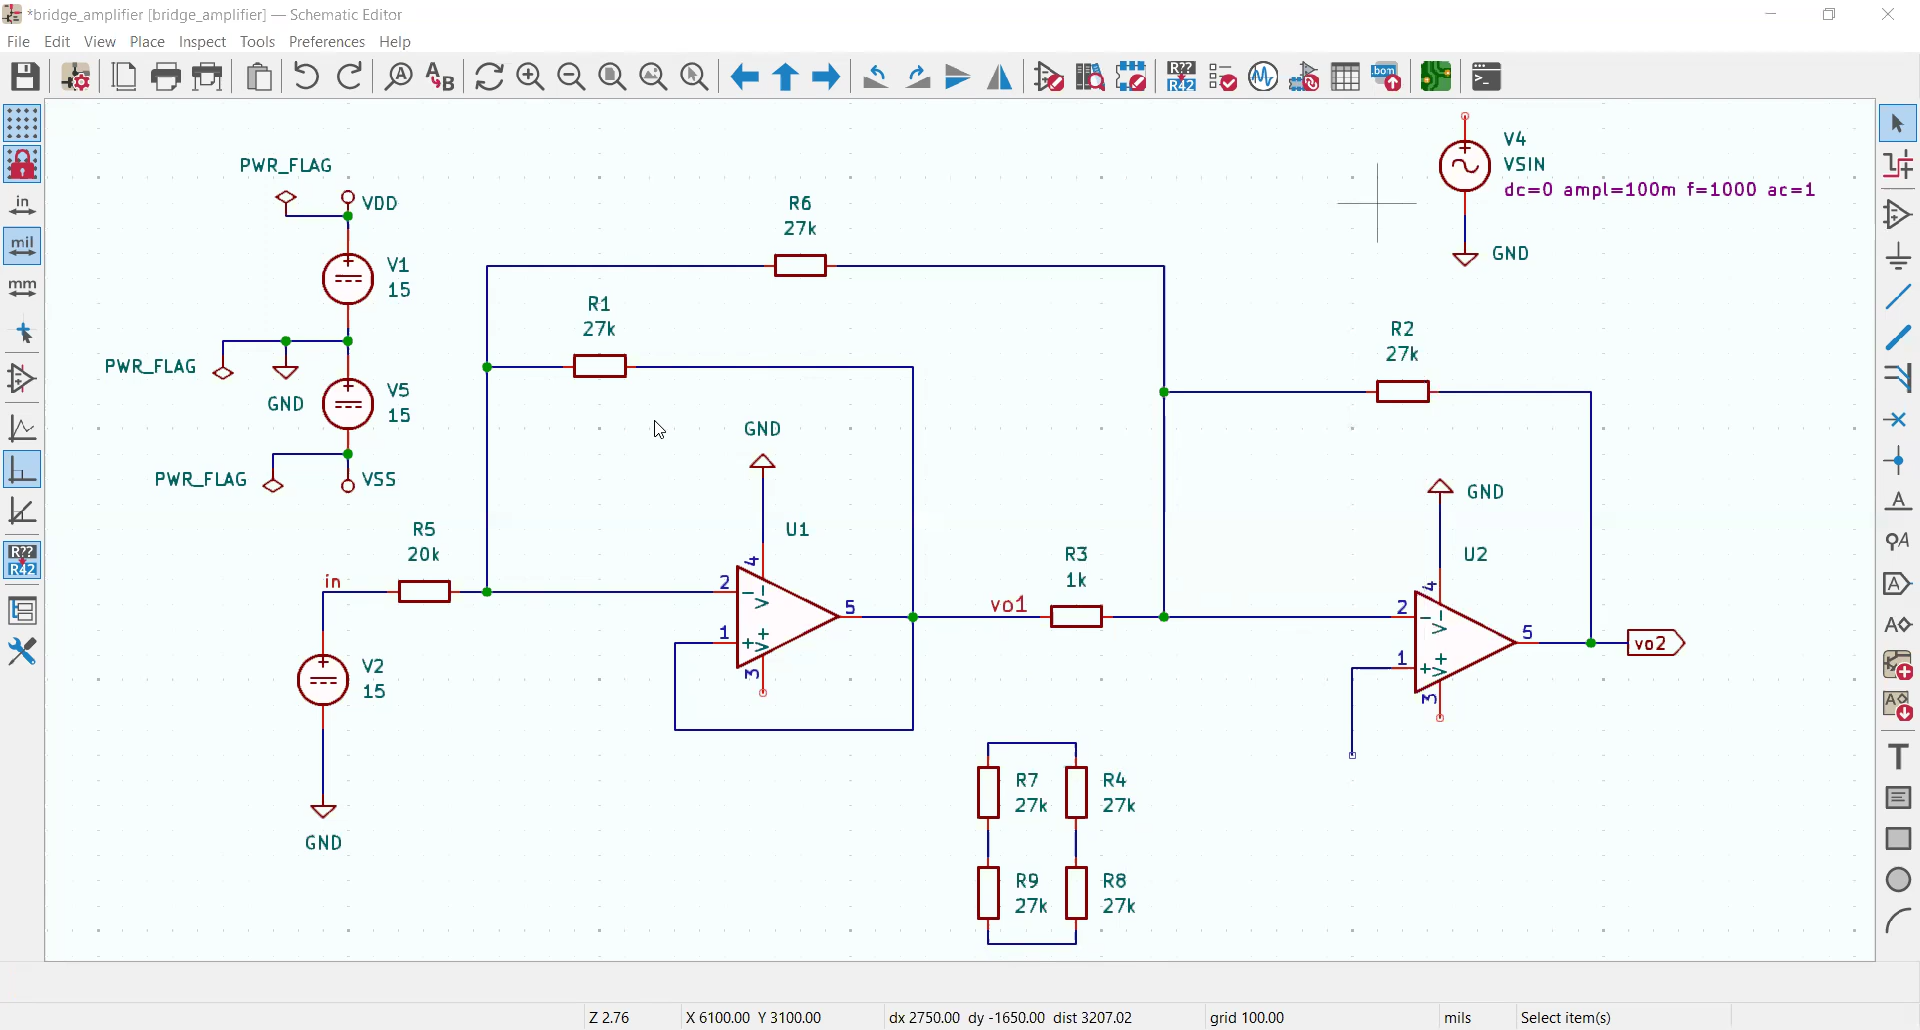 *bridge_amplifier [bridge_amplifier] — Schematic Editor
File Edit View Place Inspect Tools Preferences Help
R??
R42
bom
in
mil
mm
R??
R42
PWR_FLAG
VDD
V1
15
PWR_FLAG
GND
V5
15
PWR_FLAG
VSS
R6
27k
R1
27k
V4
VSIN
dc=0 ampl=100m f=1000 ac=1
GND
R2
27k
GND
GND
R5
20k
in
V2
15
GND
U1
4
2
1
3
5
V-
V+
vo1
R3
1k
U2
4
2
1
3
5
V-
V+
vo2
R7
27k
R4
27k
R9
27k
R8
27k
Z 2.76 X 6100.00 Y 3100.00 dx 2750.00 dy -1650.00 dist 3207.02 grid 100.00 mils Select item(s)